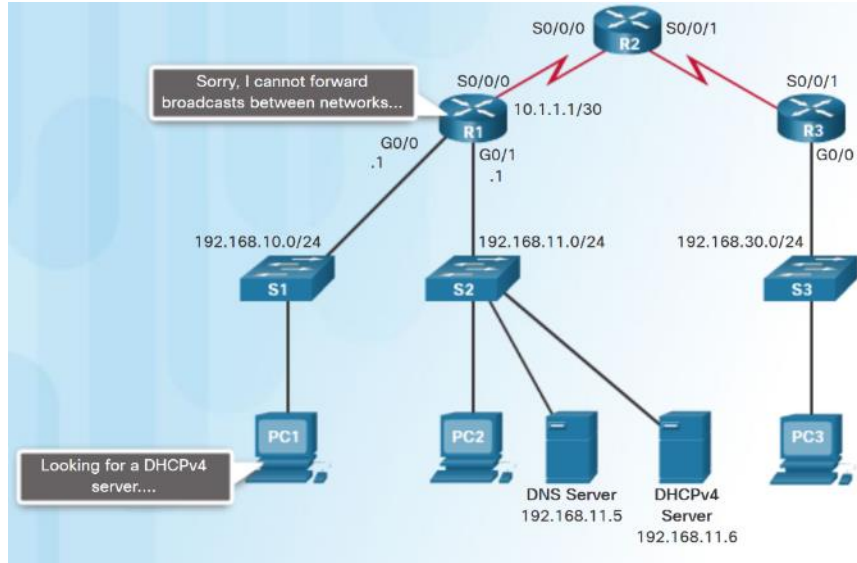 S0/0/0
S0/0/1
R2
Sorry, I cannot forward
broadcasts between networks...
S0/0/0
S0/0/1
10.1.1.1/30
R1
R3
G0/0
.1
G0/1
.1
G0/0
192.168.10.0/24
192.168.11.0/24
192.168.30.0/24
S1
S2
S3
PC1
PC2
PC3
Looking for a DHCPv4
server....
DNS Server
192.168.11.5
DHCPv4
Server
192.168.11.6